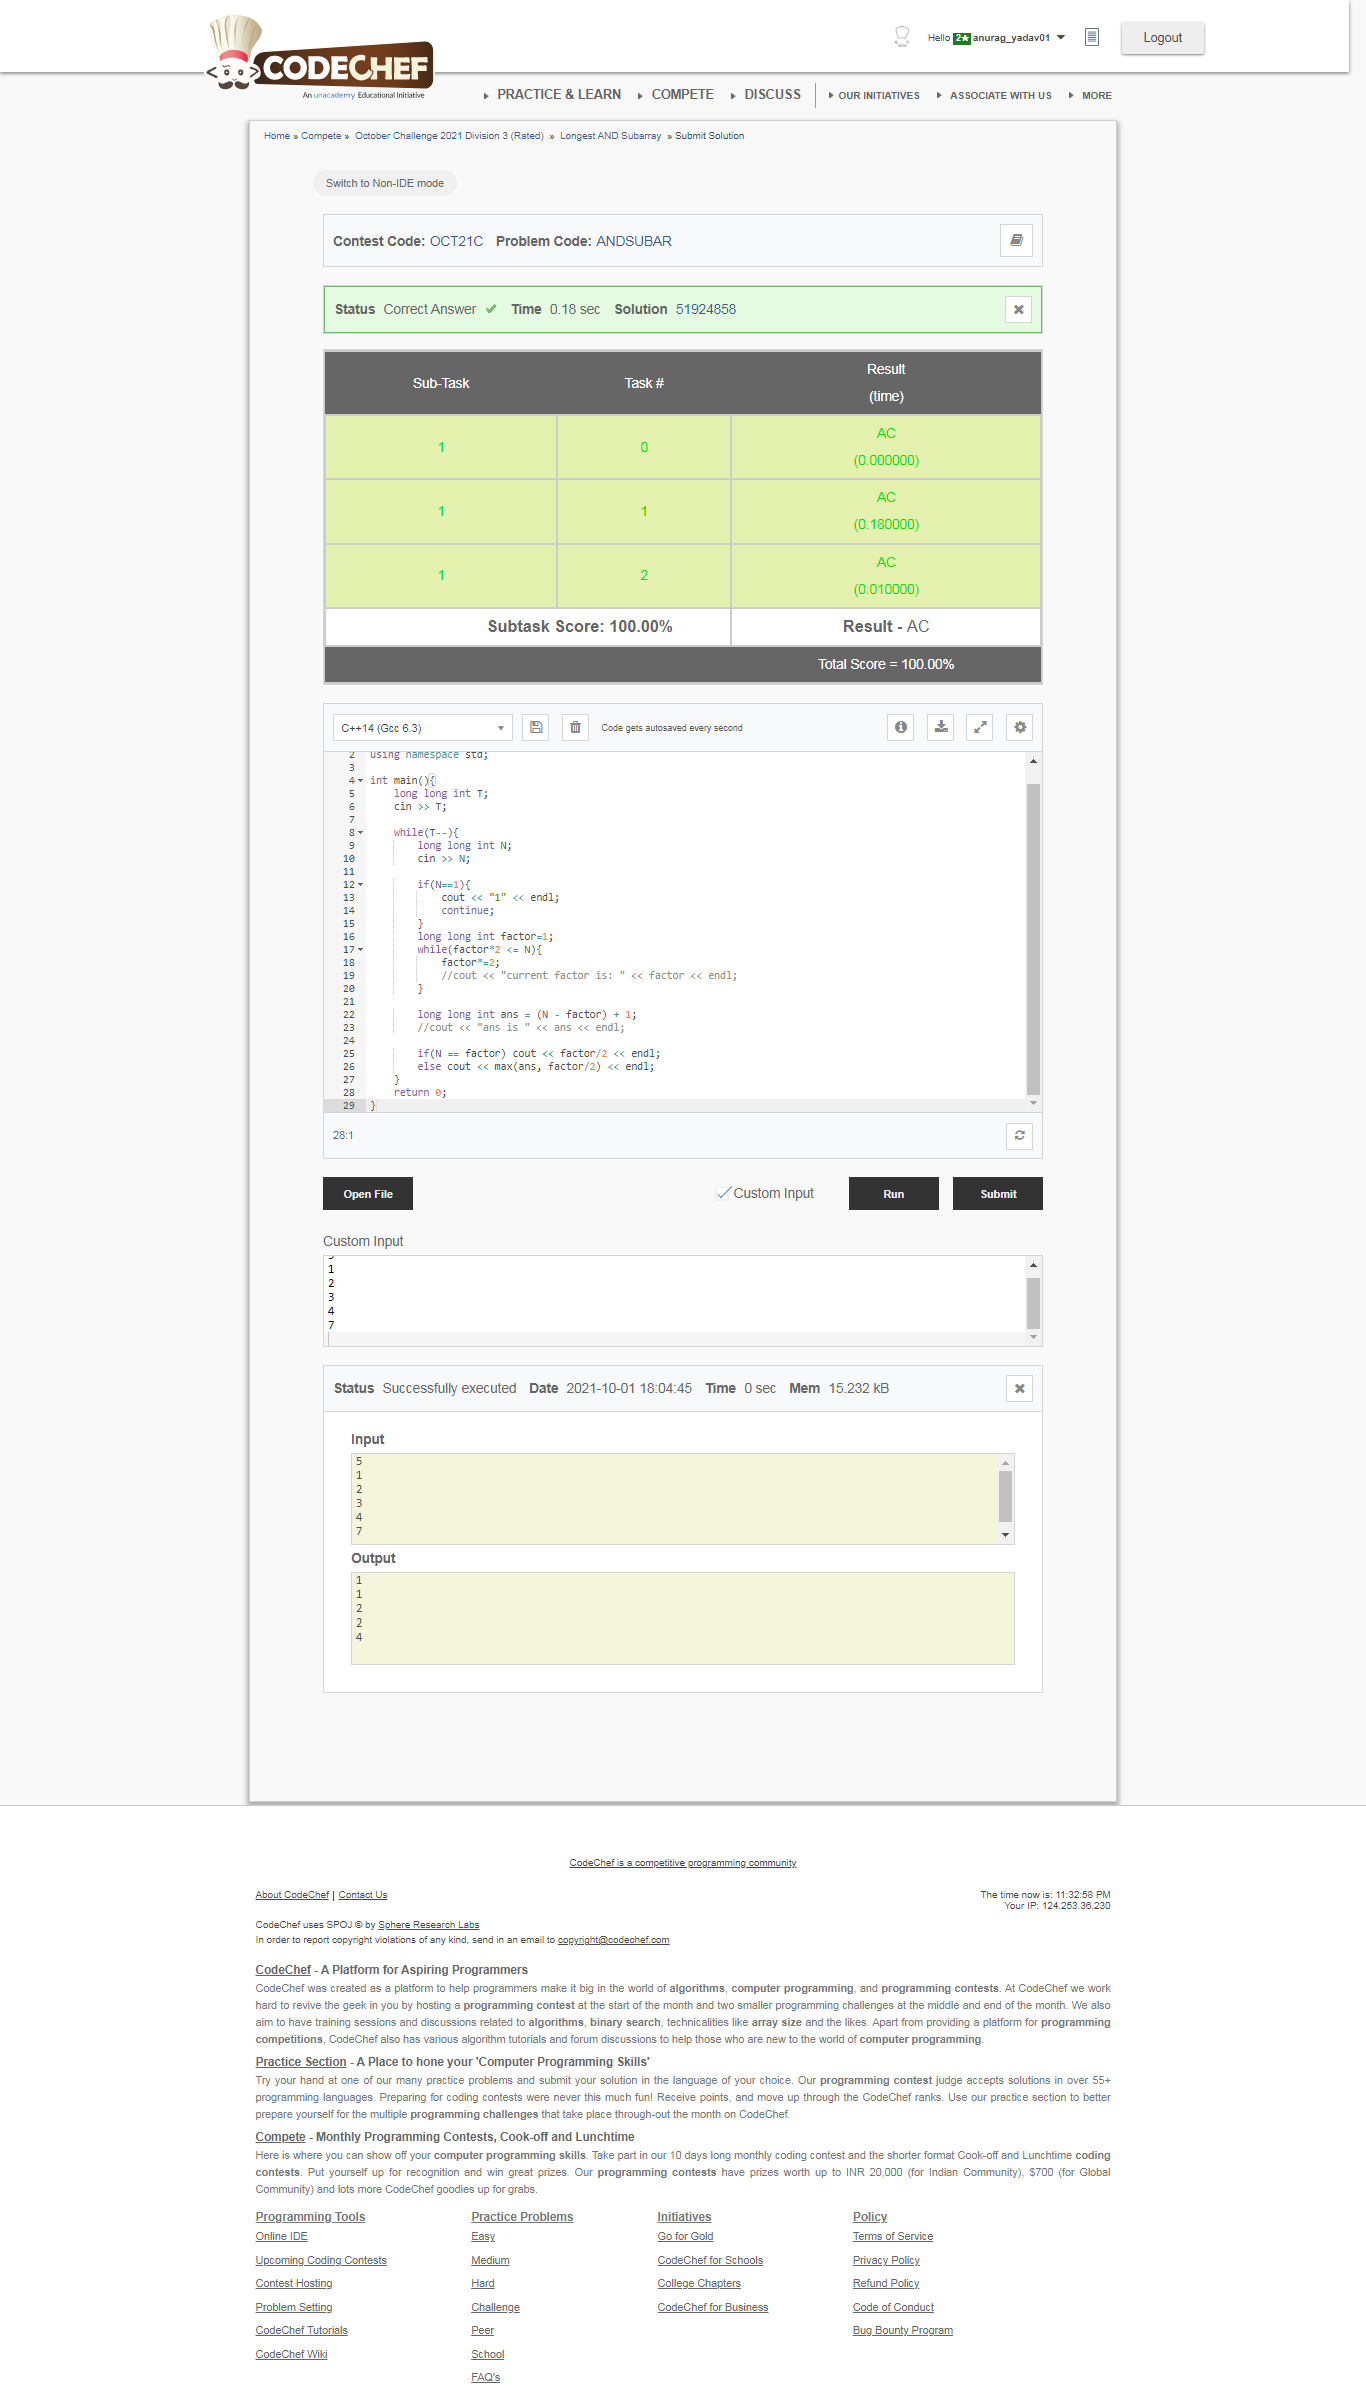 Hello 2★ anurag_yadav01
Logout
CODECHEF
An unacademy Educational Initiative
PRACTICE & LEARN COMPETE DISCUSS OUR INITIATIVES ASSOCIATE WITH US MORE
Home » Compete » October Challenge 2021 Division 3 (Rated) » Longest AND Subarray » Submit Solution
Switch to Non-IDE mode
Contest Code: OCT21C Problem Code: ANDSUBAR
Status Correct Answer ✔ Time 0.18 sec Solution 51924858
Sub-Task Task # Result
(time)
1 0 AC
(0.000000)
1 1 AC
(0.180000)
1 2 AC
(0.010000)
Subtask Score: 100.00% Result - AC
Total Score = 100.00%
C++14 (Gcc 6.3) Code gets autosaved every second
2 using namespace std;
3
4 int main(){
5 long long int T;
6 cin >> T;
7
8 while(T--){
9 long long int N;
10 cin >> N;
11
12 if(N==1){
13 cout << "1" << endl;
14 continue;
15 }
16 long long int factor=1;
17 while(factor*2 <= N){
18 factor*=2;
19 //cout << "current factor is: " << factor << endl;
20 }
21
22 long long int ans = (N - factor) + 1;
23 //cout << "ans is " << ans << endl;
24
25 if(N == factor) cout << factor/2 << endl;
26 else cout << max(ans, factor/2) << endl;
27 }
28 return 0;
29 }
28:1
Open File Custom Input Run Submit
Custom Input
1
2
3
4
7
Status Successfully executed Date 2021-10-01 18:04:45 Time 0 sec Mem 15.232 kB
Input
5
1
2
3
4
7
Output
1
1
2
2
4
CodeChef is a competitive programming community
About CodeChef | Contact Us
The time now is: 11:32:58 PM
Your IP: 124.253.36.230
CodeChef uses SPOJ © by Sphere Research Labs
In order to report copyright violations of any kind, send in an email to copyright@codechef.com
CodeChef - A Platform for Aspiring Programmers
CodeChef was created as a platform to help programmers make it big in the world of algorithms, computer programming, and programming contests. At CodeChef we work
hard to revive the geek in you by hosting a programming contest at the start of the month and two smaller programming challenges at the middle and end of the month. We also
aim to have training sessions and discussions related to algorithms, binary search, technicalities like array size and the likes. Apart from providing a platform for programming
competitions, CodeChef also has various algorithm tutorials and forum discussions to help those who are new to the world of computer programming.
Practice Section - A Place to hone your 'Computer Programming Skills'
Try your hand at one of our many practice problems and submit your solution in the language of your choice. Our programming contest judge accepts solutions in over 55+
programming languages. Preparing for coding contests were never this much fun! Receive points, and move up through the CodeChef ranks. Use our practice section to better
prepare yourself for the multiple programming challenges that take place through-out the month on CodeChef.
Compete - Monthly Programming Contests, Cook-off and Lunchtime
Here is where you can show off your computer programming skills. Take part in our 10 days long monthly coding contest and the shorter format Cook-off and Lunchtime coding
contests. Put yourself up for recognition and win great prizes. Our programming contests have prizes worth up to INR 20,000 (for Indian Community), $700 (for Global
Community) and lots more CodeChef goodies up for grabs.
Programming Tools Practice Problems Initiatives Policy
Online IDE Easy Go for Gold Terms of Service
Upcoming Coding Contests Medium CodeChef for Schools Privacy Policy
Contest Hosting Hard College Chapters Refund Policy
Problem Setting Challenge CodeChef for Business Code of Conduct
CodeChef Tutorials Peer Bug Bounty Program
CodeChef Wiki School
FAQ's